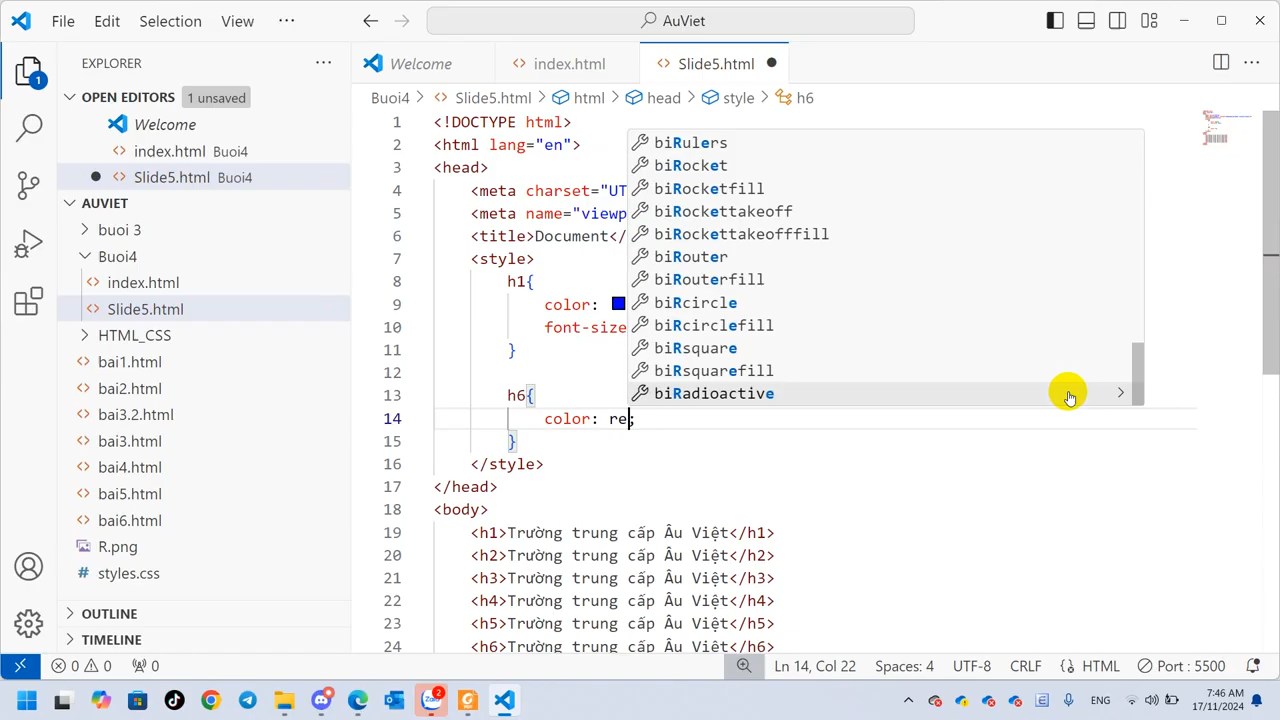 File Edit Selection View ··· AuViet
EXPLORER ···
1
OPEN EDITORS 1 unsaved
Welcome
index.html Buoi4
Slide5.html Buoi4
AUVIET
buoi 3
Buoi4
index.html
Slide5.html
HTML_CSS
bai1.html
bai2.html
bai3.2.html
bai3.html
bai4.html
bai5.html
bai6.html
R.png
# styles.css
OUTLINE
TIMELINE
Welcome index.html Slide5.html
Buoi4 > Slide5.html > html > head > style > h6
1 <!DOCTYPE html>
2 <html lang="en">
3 <head>
4 <meta charset="UT
5 <meta name="viewp
6 <title>Document</
7 <style>
8 h1{
9 color:
10 font-size
11 }
12
13 h6{
14 color: re;
15 }
16 </style>
17 </head>
18 <body>
19 <h1>Trường trung cấp Âu Việt</h1>
20 <h2>Trường trung cấp Âu Việt</h2>
21 <h3>Trường trung cấp Âu Việt</h3>
22 <h4>Trường trung cấp Âu Việt</h4>
23 <h5>Trường trung cấp Âu Việt</h5>
24 <h6>Trường trung cấp Âu Việt</h6>
biRulers
biRocket
biRocketfill
biRockettakeoff
biRockettakeofffill
biRouter
biRouterfill
biRcircle
biRcirclefill
biRsquare
biRsquarefill
biRadioactive >
0 0 0 Ln 14, Col 22 Spaces: 4 UTF-8 CRLF HTML Port : 5500
Zalo 2 ENG 7:46 AM
17/11/2024